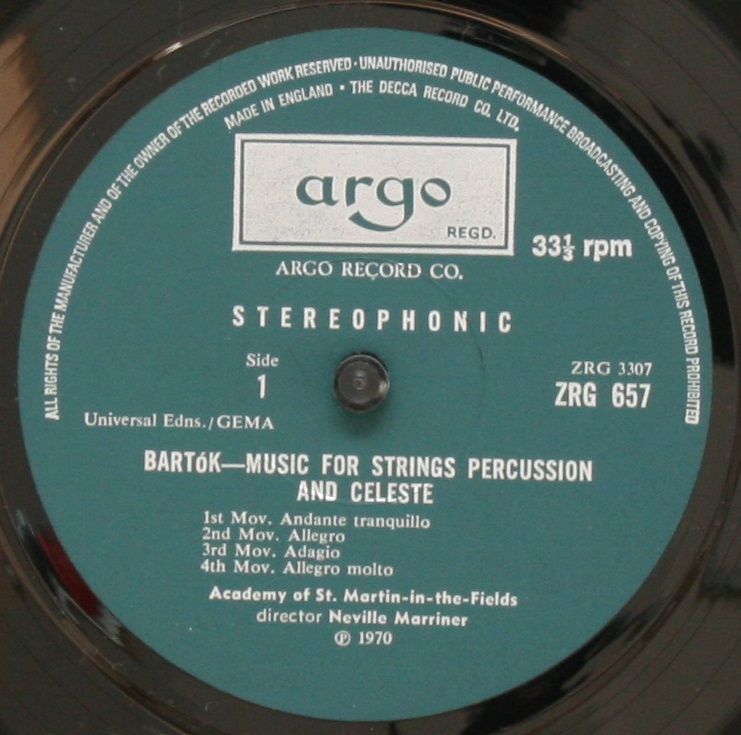 ALL RIGHTS OF THE MANUFACTURER AND OF THE OWNER OF THE RECORDED WORK RESERVED · UNAUTHORISED PUBLIC PERFORMANCE BROADCASTING AND COPYING OF THIS RECORD PROHIBITED
MADE IN ENGLAND • THE DECCA RECORD CO. LTD.
argo
REGD.
33⅓ rpm
ARGO RECORD CO.
STEREOPHONIC
Side
1
ZRG 3307
ZRG 657
Universal Edns./GEMA
BARTóK—MUSIC FOR STRINGS PERCUSSION
AND CELESTE
1st Mov. Andante tranquillo
2nd Mov. Allegro
3rd Mov. Adagio
4th Mov. Allegro molto
Academy of St. Martin-in-the-Fields
director Neville Marriner
℗ 1970